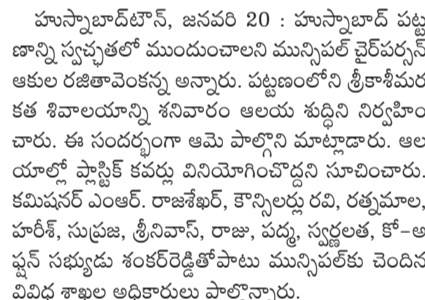 హుస్నాబాద్‌టౌన్, జనవరి 20 : హుస్నాబాద్ పట్ట
ణాన్ని స్వచ్ఛతలో ముందుంచాలని మున్సిపల్ చైర్‌పర్సన్
ఆకుల రజితావెంకన్న అన్నారు. పట్టణంలోని శ్రీకాశీమర
కత శివాలయాన్ని శనివారం ఆలయ శుద్ధిని నిర్వహిం
చారు. ఈ సందర్భంగా ఆమె పాల్గొని మాట్లాడారు. ఆల
యాల్లో ప్లాస్టిక్ కవర్లు వినియోగించొద్దని సూచించారు.
కమిషనర్ ఎంఆర్. రాజశేఖర్, కౌన్సిలర్లు రవి, రత్నమాల,
హరీశ్, సుప్రజ, శ్రీనివాస్, రాజు, పద్మ, స్వర్ణలత, కో–ఆ
ప్షన్ సభ్యుడు శంకర్‌రెడ్డితోపాటు మున్సిపల్‌కు చెందిన
వివిధ శాఖల అధికారులు పాల్గొన్నారు.